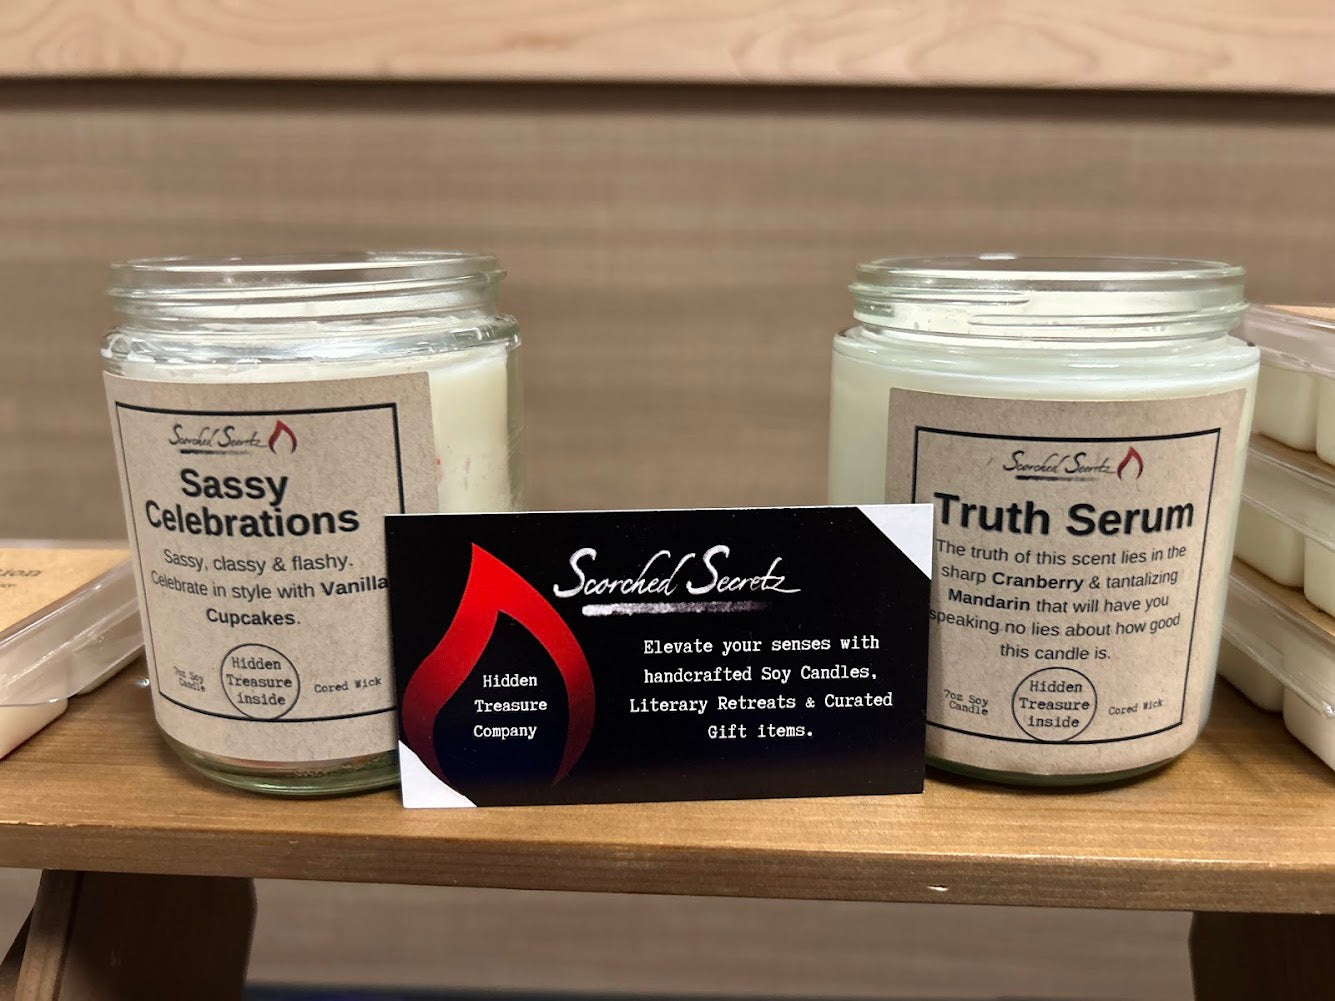 Scorched Secretz
Sassy
Celebrations
Sassy, classy & flashy.
Celebrate in style with Vanilla
Cupcakes.
7oz Soy
Candle
Hidden
Treasure
inside
Cored Wick
Scorched Secretz
Elevate your senses with
handcrafted Soy Candles,
Literary Retreats & Curated
Gift items.
Hidden
Treasure
Company
Scorched Secretz
Truth Serum
The truth of this scent lies in the
sharp Cranberry & tantalizing
Mandarin that will have you
speaking no lies about how good
this candle is.
7oz Soy
Candle
Hidden
Treasure
inside
Cored Wick